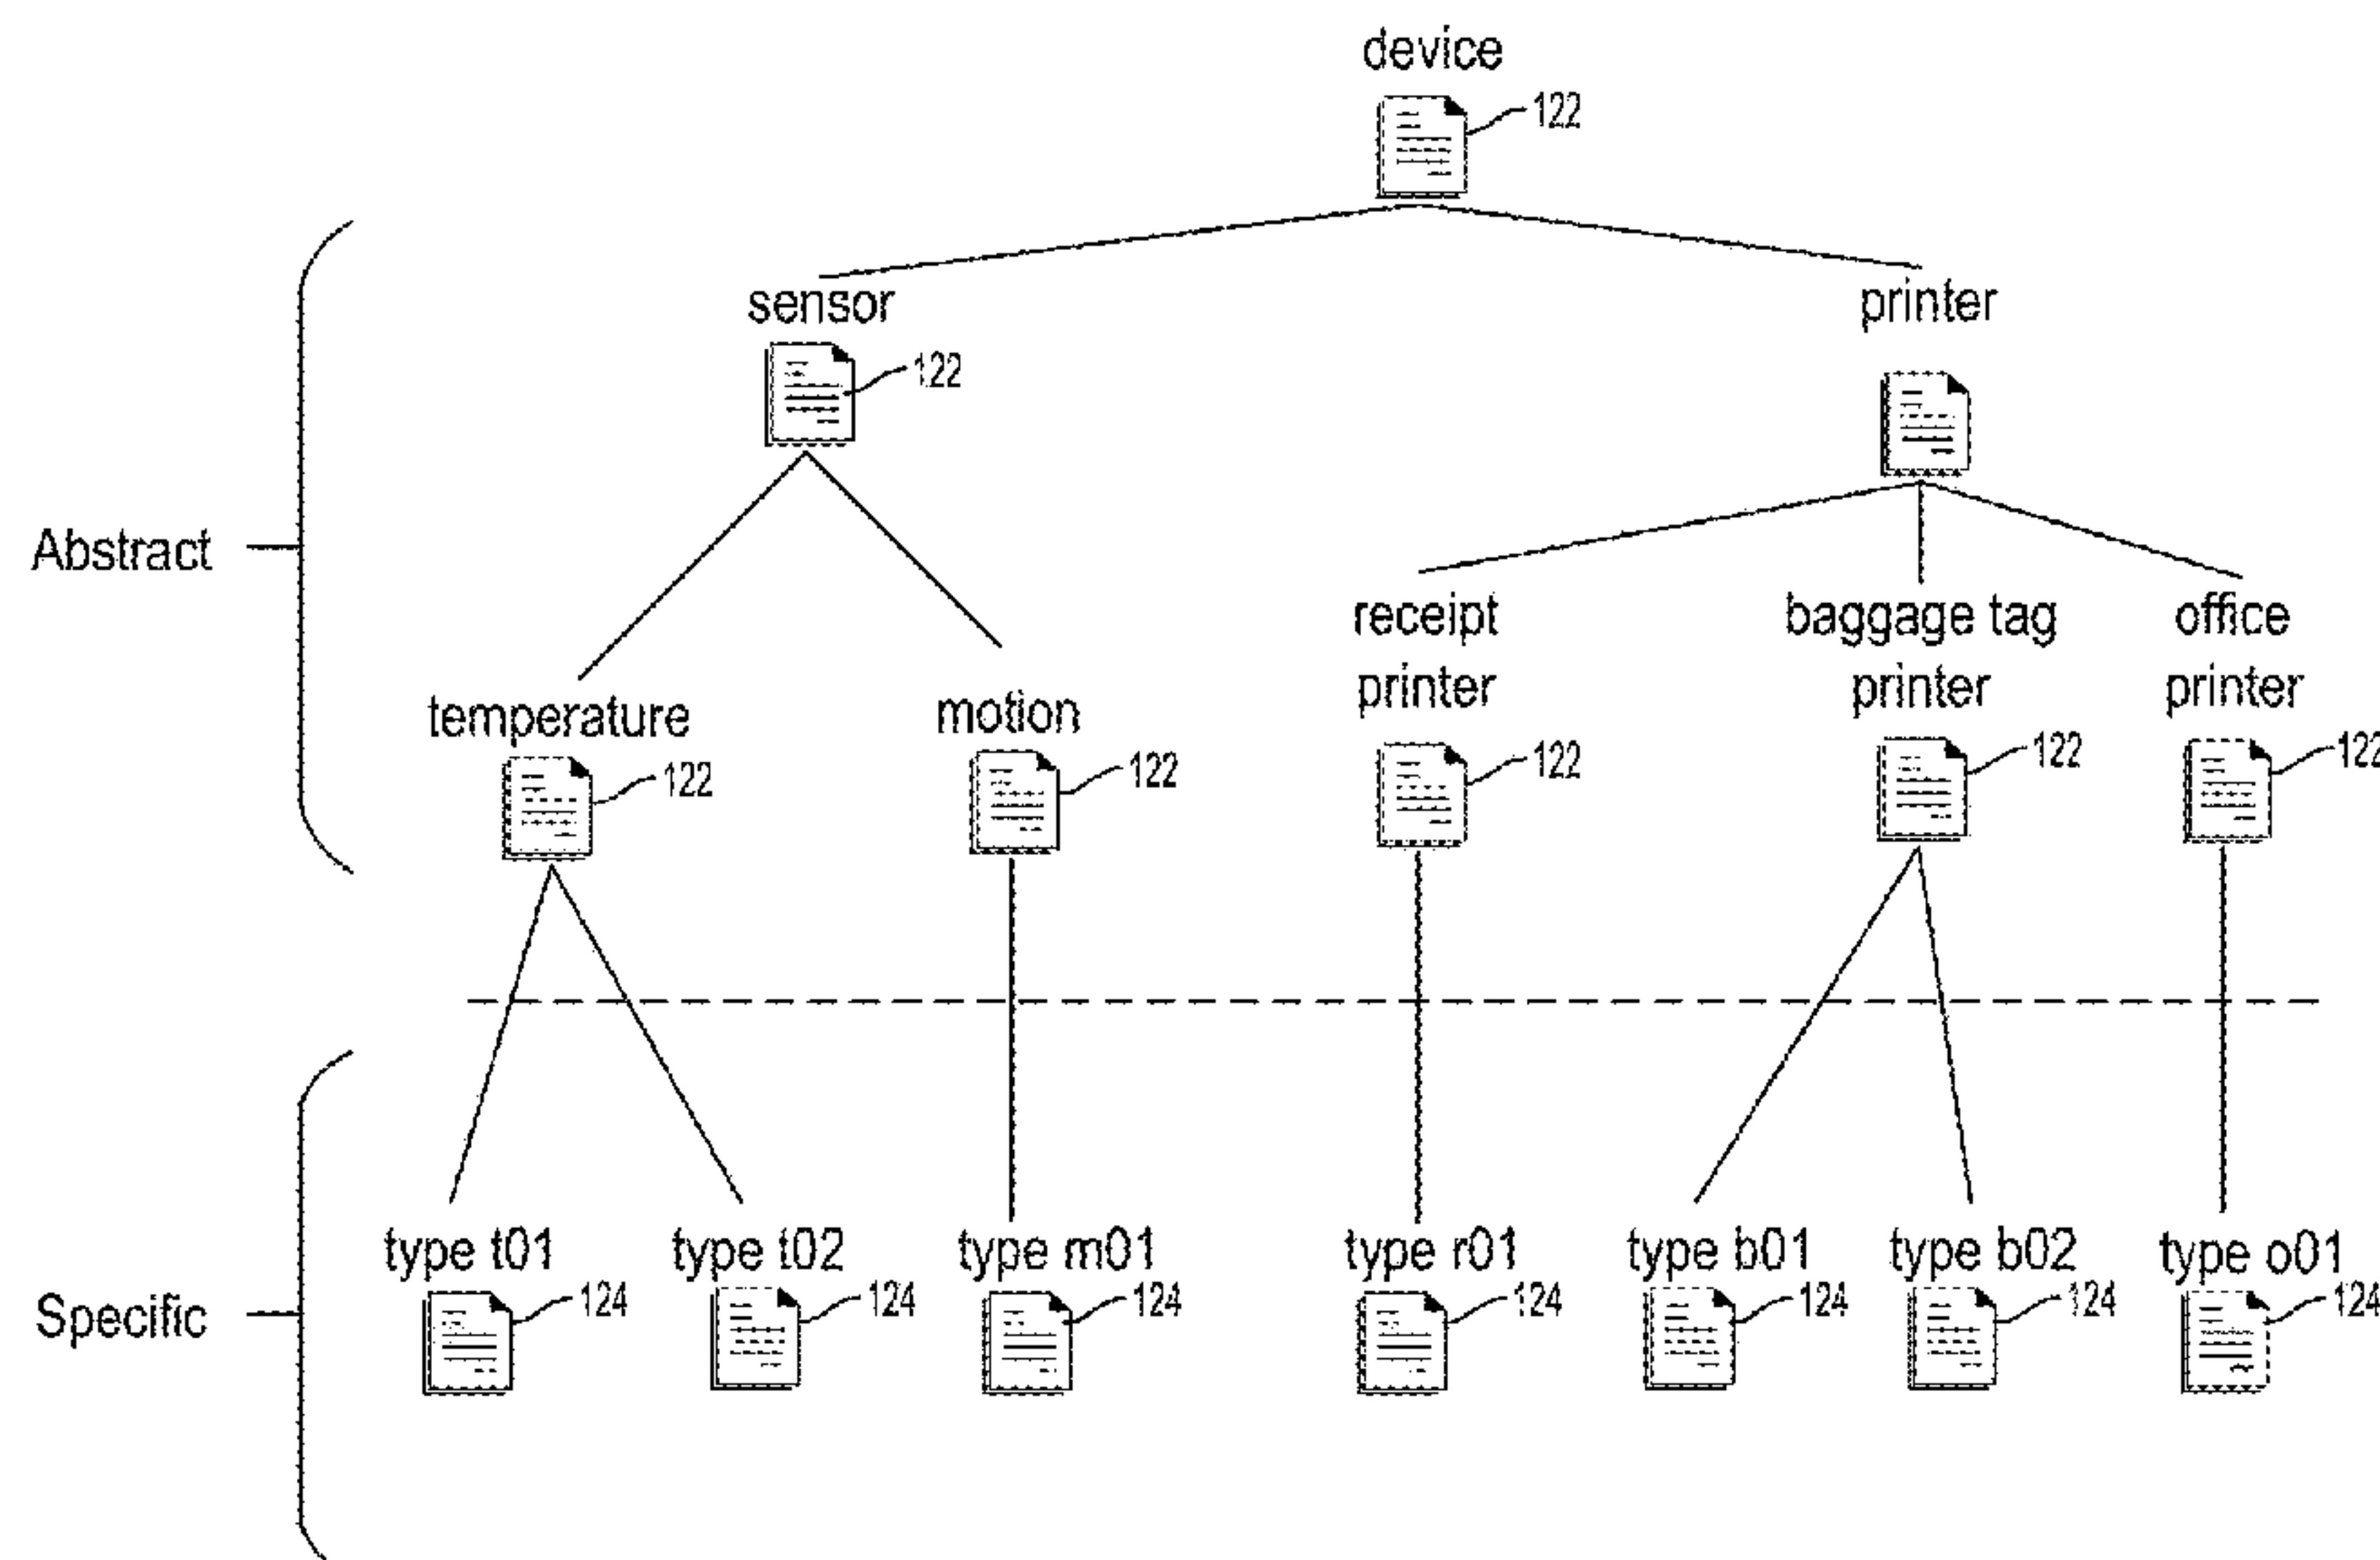 device
122
sensor
printer
122
Abstract
receipt
baggage tag
office
printer
printer
printer
temperature
motion
122
122
122
122
122
type t01
type t02
type m01
type r01
type b01
type b02
type o01
Specific
124
124
124
124
124
124
124